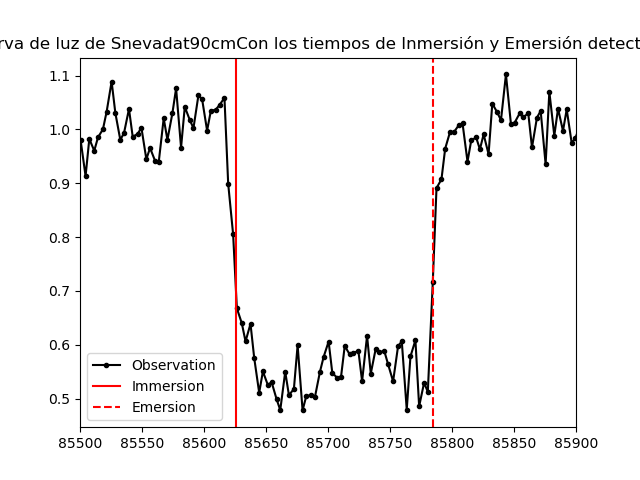 rva de luz de Snevadat90cmCon los tiempos de Inmersión y Emersión detect
1.1
1.0
0.9
0.8
0.7
0.6
0.5
Observation
Immersion
Emersion
85500 85550 85600 85650 85700 85750 85800 85850 85900